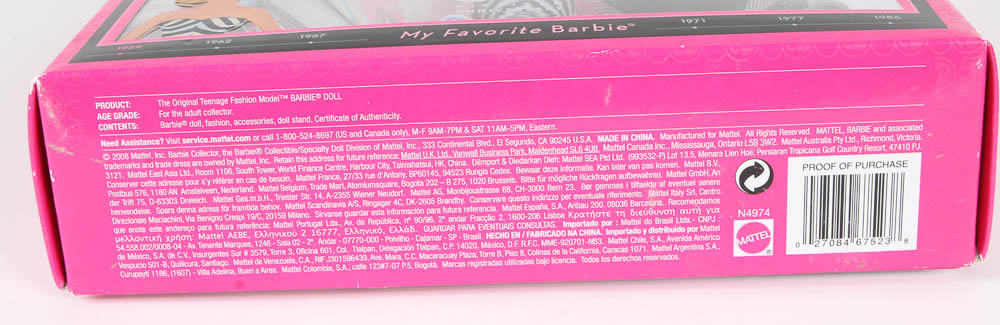 1959 1962 1967 1971 1977 1986
My Favorite Barbie®
PRODUCT: The Original Teenage Fashion Model™ BARBIE® DOLL
AGE GRADE: For the adult collector.
CONTENTS: Barbie® doll, fashion, accessories, doll stand, Certificate of Authenticity.
Need Assistance? Visit service.mattel.com or call 1-800-524-8697 (US and Canada only), M-F 9AM-7PM & SAT 11AM-5PM, Eastern.
© 2008 Mattel, Inc. Barbie Collector, the Barbie® Collectible/Specialty Doll Division of Mattel, Inc., 333 Continental Blvd., El Segundo, CA 90245 U.S.A. MADE IN CHINA. Manufactured for Mattel. All Rights Reserved. MATTEL, BARBIE and associated
trademarks and trade dress are owned by Mattel, Inc. Retain this address for future reference: Mattel U.K. Ltd., Vanwall Business Park, Maidenhead SL6 4UB. Mattel Canada Inc., Mississauga, Ontario L5B 3W2. Mattel Australia Pty Ltd., Richmond, Victoria.
3121. Mattel East Asia Ltd., Room 1106, South Tower, World Finance Centre, Harbour City, Tsimshatsui, HK, China. Diimport & Diedarkan Oleh: Mattel SEA Ptd Ltd. (993532-P) Lot 13.5, Menara Lien Hoe, Persiaran Tropicana Golf Country Resort, 47410 PJ.
Conserver cette adresse pour s'y référer en cas de besoin. Mattel France, 27/33 rue d'Antony, BP60145, 94523 Rungis Cedex. Bewaar deze informatie. Kan later van pas komen. Mattel B.V.,
Postbus 576, 1180 AN Amstelveen, Nederland. Mattel Belgium, Trade Mart, Atomiumsquare, Bogota 202 – B 275, 1020 Brussels. Bitte für mögliche Rückfragen aufbewahren. Mattel GmbH, An
der Trift 75, D-63303 Dreieich. Mattel Ges.m.b.H., Triester Str. 14, A-2355 Wiener Neudorf. Mattel AG, Monbijoustrasse 68, CH-3000 Bern 23. Bør gemmes i tilfælde af eventuel senere
henvendelse. Spara denna adress för framtida behov. Mattel Scandinavia A/S, Ringager 4C, DK-2605 Brøndby. Conservare questo indirizzo per eventuale riferimento. Mattel Italy Srl, Centro
Direzionale Maciachini, Via Benigno Crespi 19/C, 20159 Milano. Sírvanse guardar esta información para futura referencia. Mattel España, S.A., Aribau 200, 08036 Barcelona. Recomendamos
que anote este endereço para futura referência: Mattel Portugal Lda., Av. da República, nº 90/96, 2º andar Fracção 2, 1600-206 Lisboa Κρατήστε τη διεύθυνση αυτή για
μελλοντική χρήση: Mattel AEBE, Ελληνικού 2, 16777, Ελληνικό, Ελλάδα. GUARDAR PARA EVENTUAIS CONSULTAS. Importado por : Mattel do Brasil Ltda.- CNPJ :
54.558.002/0008-04 - Av. Tenente Marques, 1246 - Sala 02 - 2º Andar - 07770-000 - Polvilho - Cajamar - SP - Brasil. HECHO EN / FABRICADO NA CHINA. Importado y distribuido por Mattel
de México, S.A. de C.V., Insurgentes Sur # 3579, Torre 3, Oficina 601, Col. Tlalpan, Delegación Tlalpan, C.P. 14020, México, D.F. R.F.C. MME-920701-NB3. Mattel Chile, S.A., Avenida Americo
Vespucio 501-B, Quilicura, Santiago. Mattel de Venezuela, C.A., RIF J301596439, Ave. Mara, C.C. Macaracuay Plaza, Torre B, Piso 8, Colinas de la California, Caracas 1071. Mattel Argentina S.A.,
Curupaytí 1186, (1607) - Villa Adelina, Buenos Aires. Mattel Colombia, S.A., calle 123#7-07 P.5, Bogotá. Marcas registradas utilizadas bajo licencia. Todos los derechos reservados.
N4974
MATTEL
PROOF OF PURCHASE
0 27084 67523 8